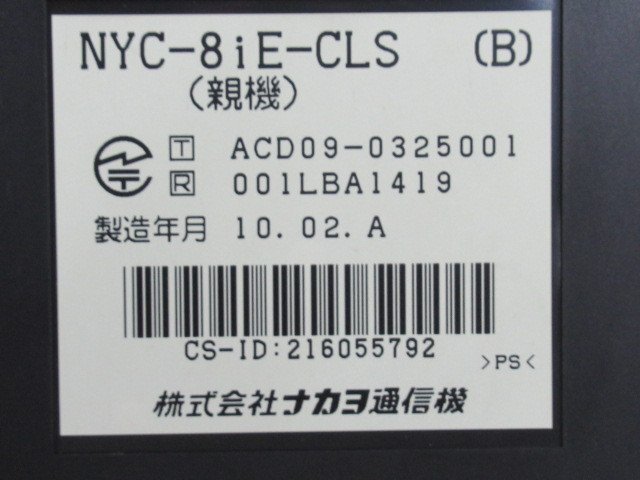 NYC-8iE-CLS (B)
(親機)
T ACD09-0325001
R 001LBA1419
製造年月 10.02.A
CS-ID:216055792
>PS<
株式会社ナカヨ通信機